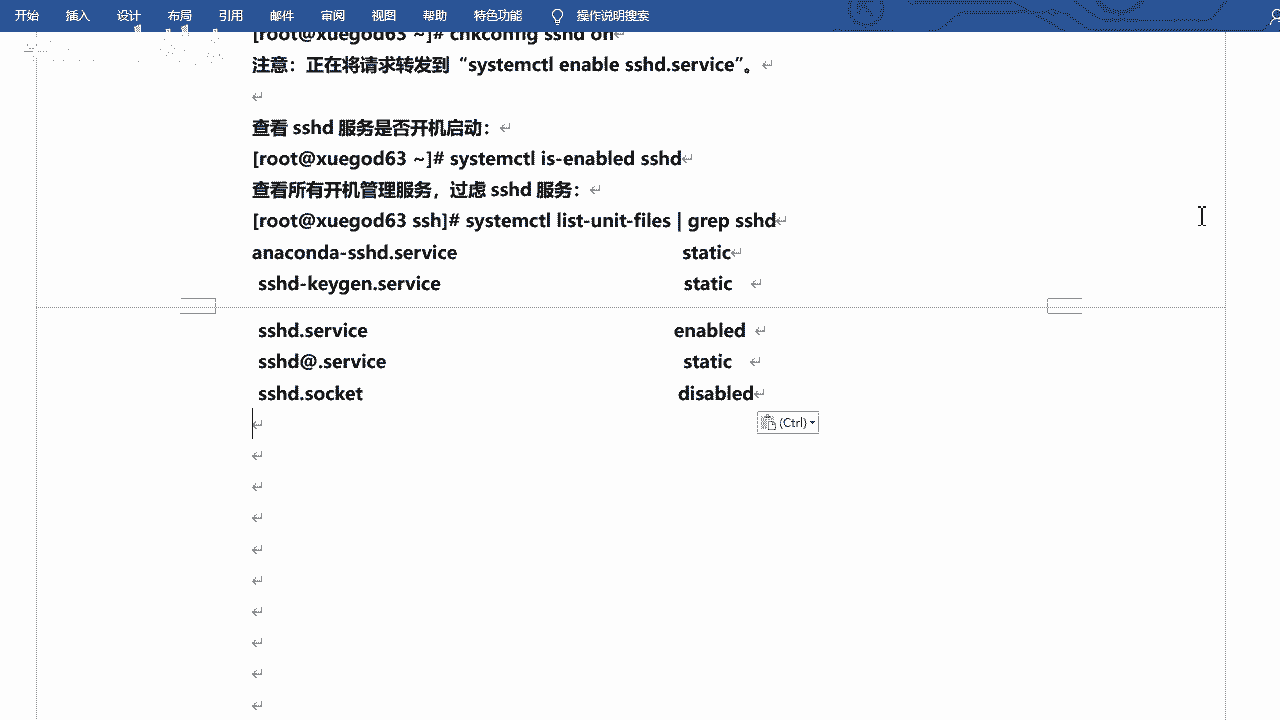 开始 插入 设计 布局 引用 邮件 审阅 视图 帮助 特色功能 操作说明搜索
[root@xuegod63 ~]# chkconfig sshd on
注意：正在将请求转发到“systemctl enable sshd.service”。
查看 sshd 服务是否开机启动：
[root@xuegod63 ~]# systemctl is-enabled sshd
查看所有开机管理服务，过虑 sshd 服务：
[root@xuegod63 ssh]# systemctl list-unit-files | grep sshd
anaconda-sshd.service static
sshd-keygen.service static
sshd.service enabled
sshd@.service static
sshd.socket disabled
(Ctrl)